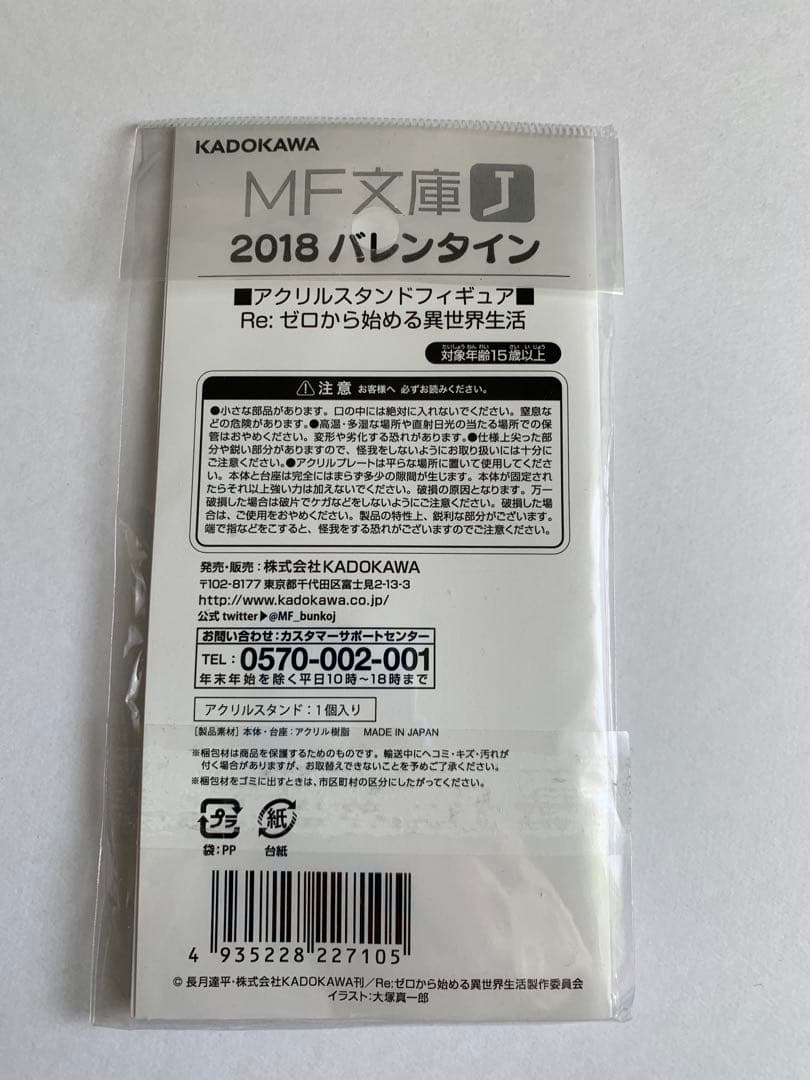 KADOKAWA
MF文庫J
2018 バレンタイン
■アクリルスタンドフィギュア■
Re: ゼロから始める異世界生活
たいしょうねんれい さい い じょう
対象年齢15歳以上
⚠注意 お客様へ 必ずお読みください。
●小さな部品があります。口の中には絶対に入れないでください。窒息な
どの危険があります。●高温・多湿な場所や直射日光の当たる場所での保
管はおやめください。変形や劣化する恐れがあります。●仕様上尖った部
分や鋭い部分がありますので、怪我をしないようにお取り扱いには十分に
ご注意ください。●アクリルプレートは平らな場所に置いて使用してくださ
い。本体と台座は完全にはまらず多少の隙間が生じます。本体が固定され
たらそれ以上強い力は加えないでください。破損の原因となります。万一
破損した場合は破片でケガなどをしないようにご注意ください。破損した場合
は、ご使用をおやめください。製品の特性上、鋭利な部分がございます。
端で指などをこすると、怪我をする恐れがございますのでご注意ください。
発売・販売：株式会社KADOKAWA
〒102-8177 東京都千代田区富士見2-13-3
http://www.kadokawa.co.jp/
公式 twitter▶@MF_bunkoj
お問い合わせ：カスタマーサポートセンター
TEL：0570-002-001
年末年始を除く平日10時～18時まで
アクリルスタンド：1個入り
［製品素材］本体・台座：アクリル樹脂 MADE IN JAPAN
※梱包材は商品を保護するためのものです。輸送中にヘコミ・キズ・汚れが
付く場合がありますが、お取替えできないことを予めご了承ください。
※梱包材をゴミに出すときは、市区町村の区分にしたがってください。
プラ 紙
袋：PP 台紙
4 935228 227105
© 長月達平・株式会社KADOKAWA刊／Re:ゼロから始める異世界生活製作委員会
イラスト：大塚真一郎